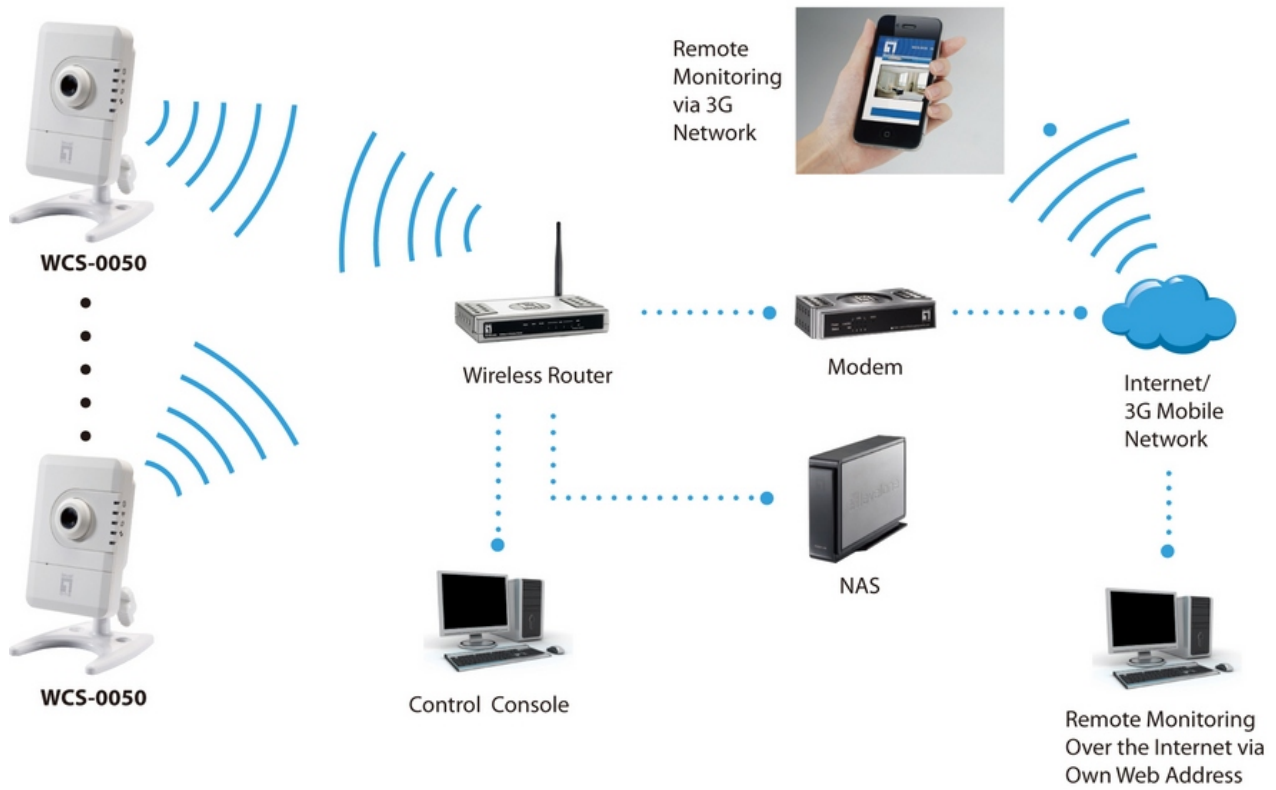 Remote
Monitoring
via 3G
Network
WCS-0050
Wireless Router
Modem
Internet/
3G Mobile
Network
NAS
WCS-0050
Control Console
Remote Monitoring
Over the Internet via
Own Web Address